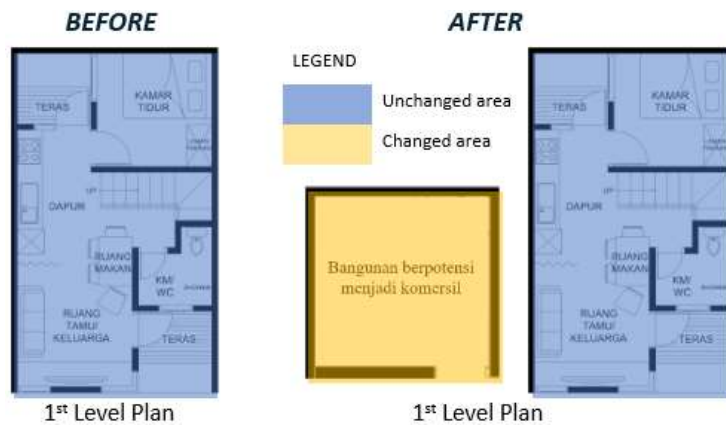 BEFORE
AFTER
LEGEND
Unchanged area
Changed area
TERAS
KAMAR
TIDUR
UP
DAPUR
RUANG
MAKAN
KM/
WC
RUANG
TAMU/
KELUARGA
TERAS
1st Level Plan
Bangunan berpotensi
menjadi komersil
TERAS
KAMAR
TIDUR
UP
DAPUR
RUANG
MAKAN
KM/
WC
RUANG
TAMU/
KELUARGA
TERAS
1st Level Plan